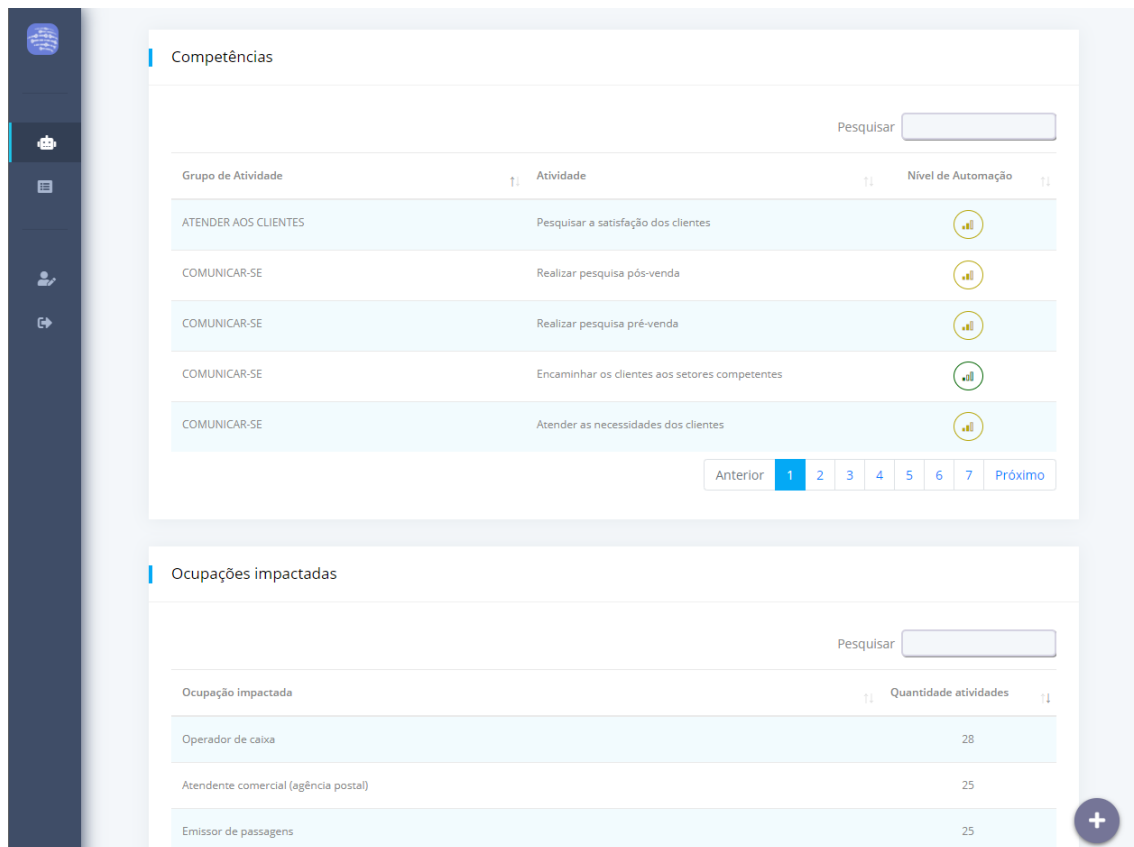 Competências
Pesquisar
Grupo de Atividade Atividade Nível de Automação
ATENDER AOS CLIENTES Pesquisar a satisfação dos clientes
COMUNICAR-SE Realizar pesquisa pós-venda
COMUNICAR-SE Realizar pesquisa pré-venda
COMUNICAR-SE Encaminhar os clientes aos setores competentes
COMUNICAR-SE Atender as necessidades dos clientes
Anterior 1 2 3 4 5 6 7 Próximo
Ocupações impactadas
Pesquisar
Ocupação impactada Quantidade atividades
Operador de caixa 28
Atendente comercial (agência postal) 25
Emissor de passagens 25